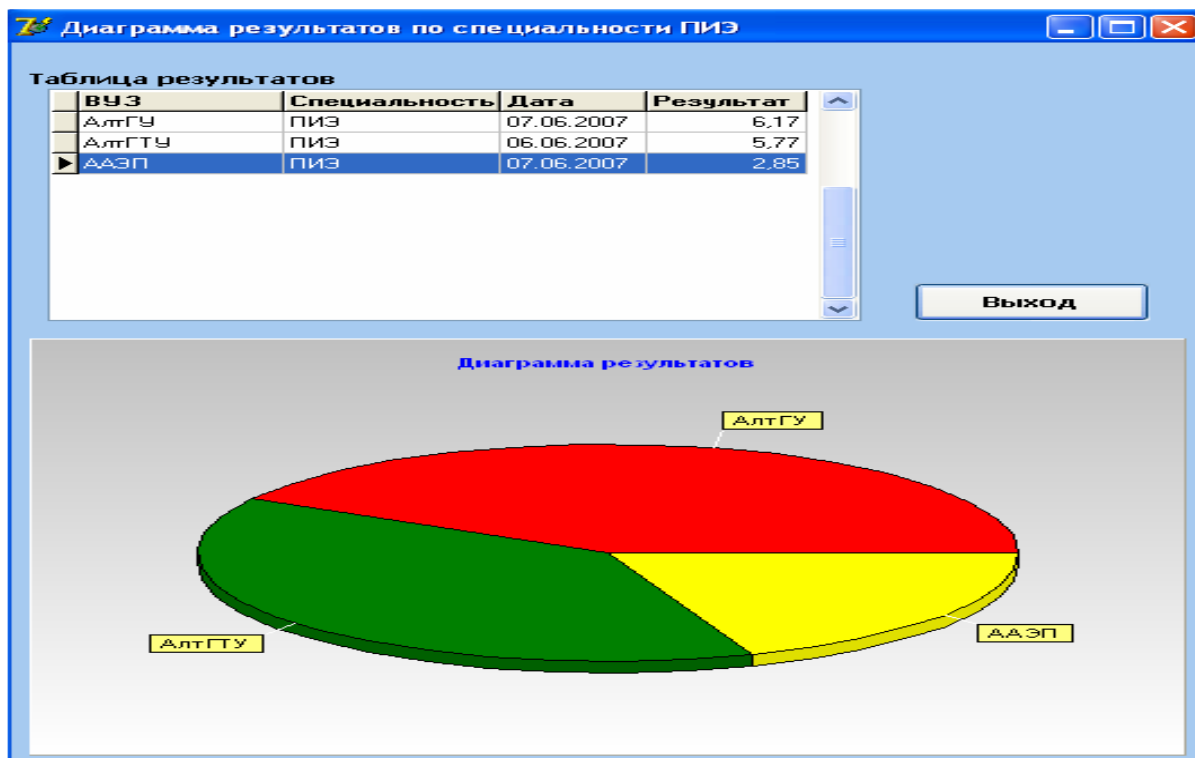 Диаграмма результатов по специальности ПИЭ
Таблица результатов
ВУЗ Специальность Дата Результат
АлтГУ ПИЭ 07.06.2007 6,17
АлтГТУ ПИЭ 06.06.2007 5,77
ААЭП ПИЭ 07.06.2007 2,85
Выход
Диаграмма результатов
АлтГУ
АлтГТУ
ААЭП